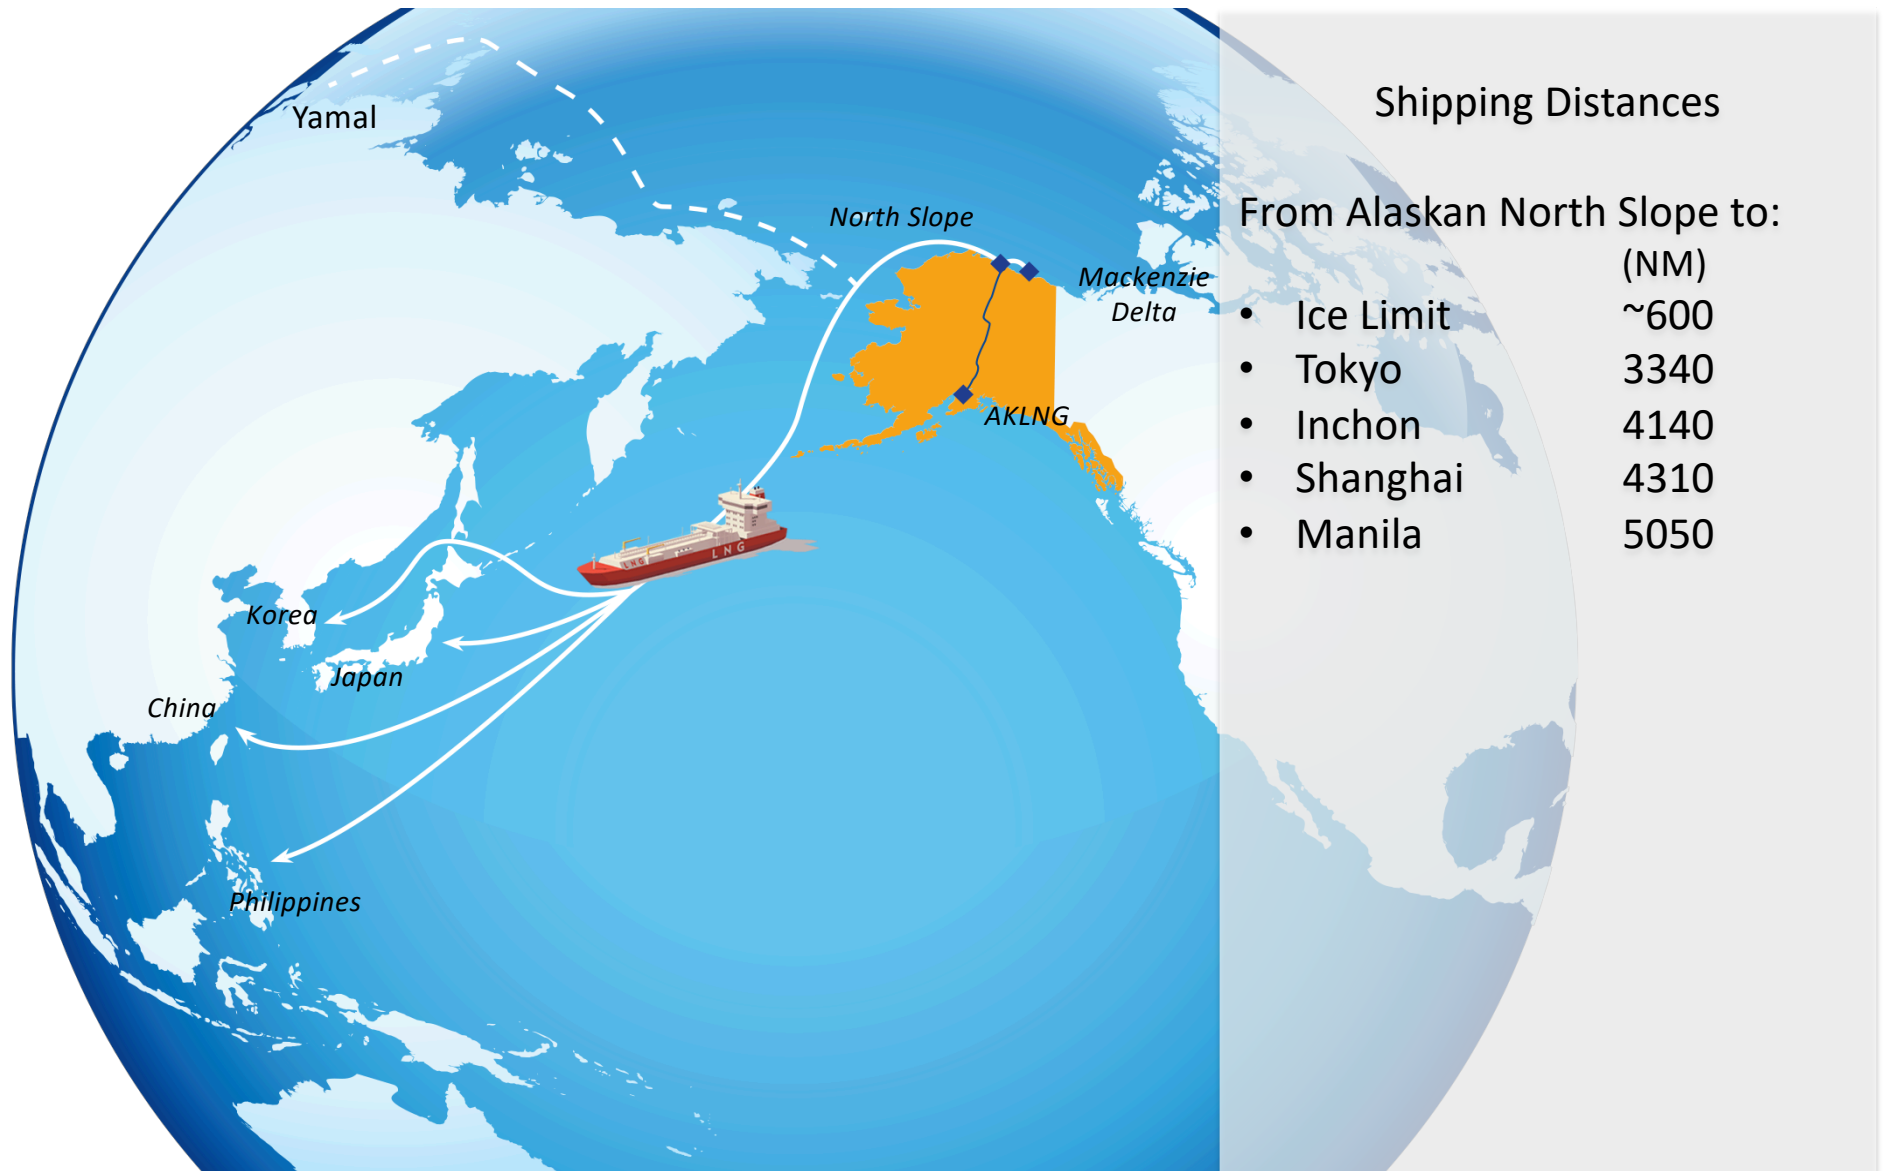 Yamal
North Slope
Mackenzie
Delta
AKLNG
LNG
LNG
Korea
Japan
China
Philippines
Shipping Distances
From Alaskan North Slope to:
(NM)
• Ice Limit ~600
• Tokyo 3340
• Inchon 4140
• Shanghai 4310
• Manila 5050